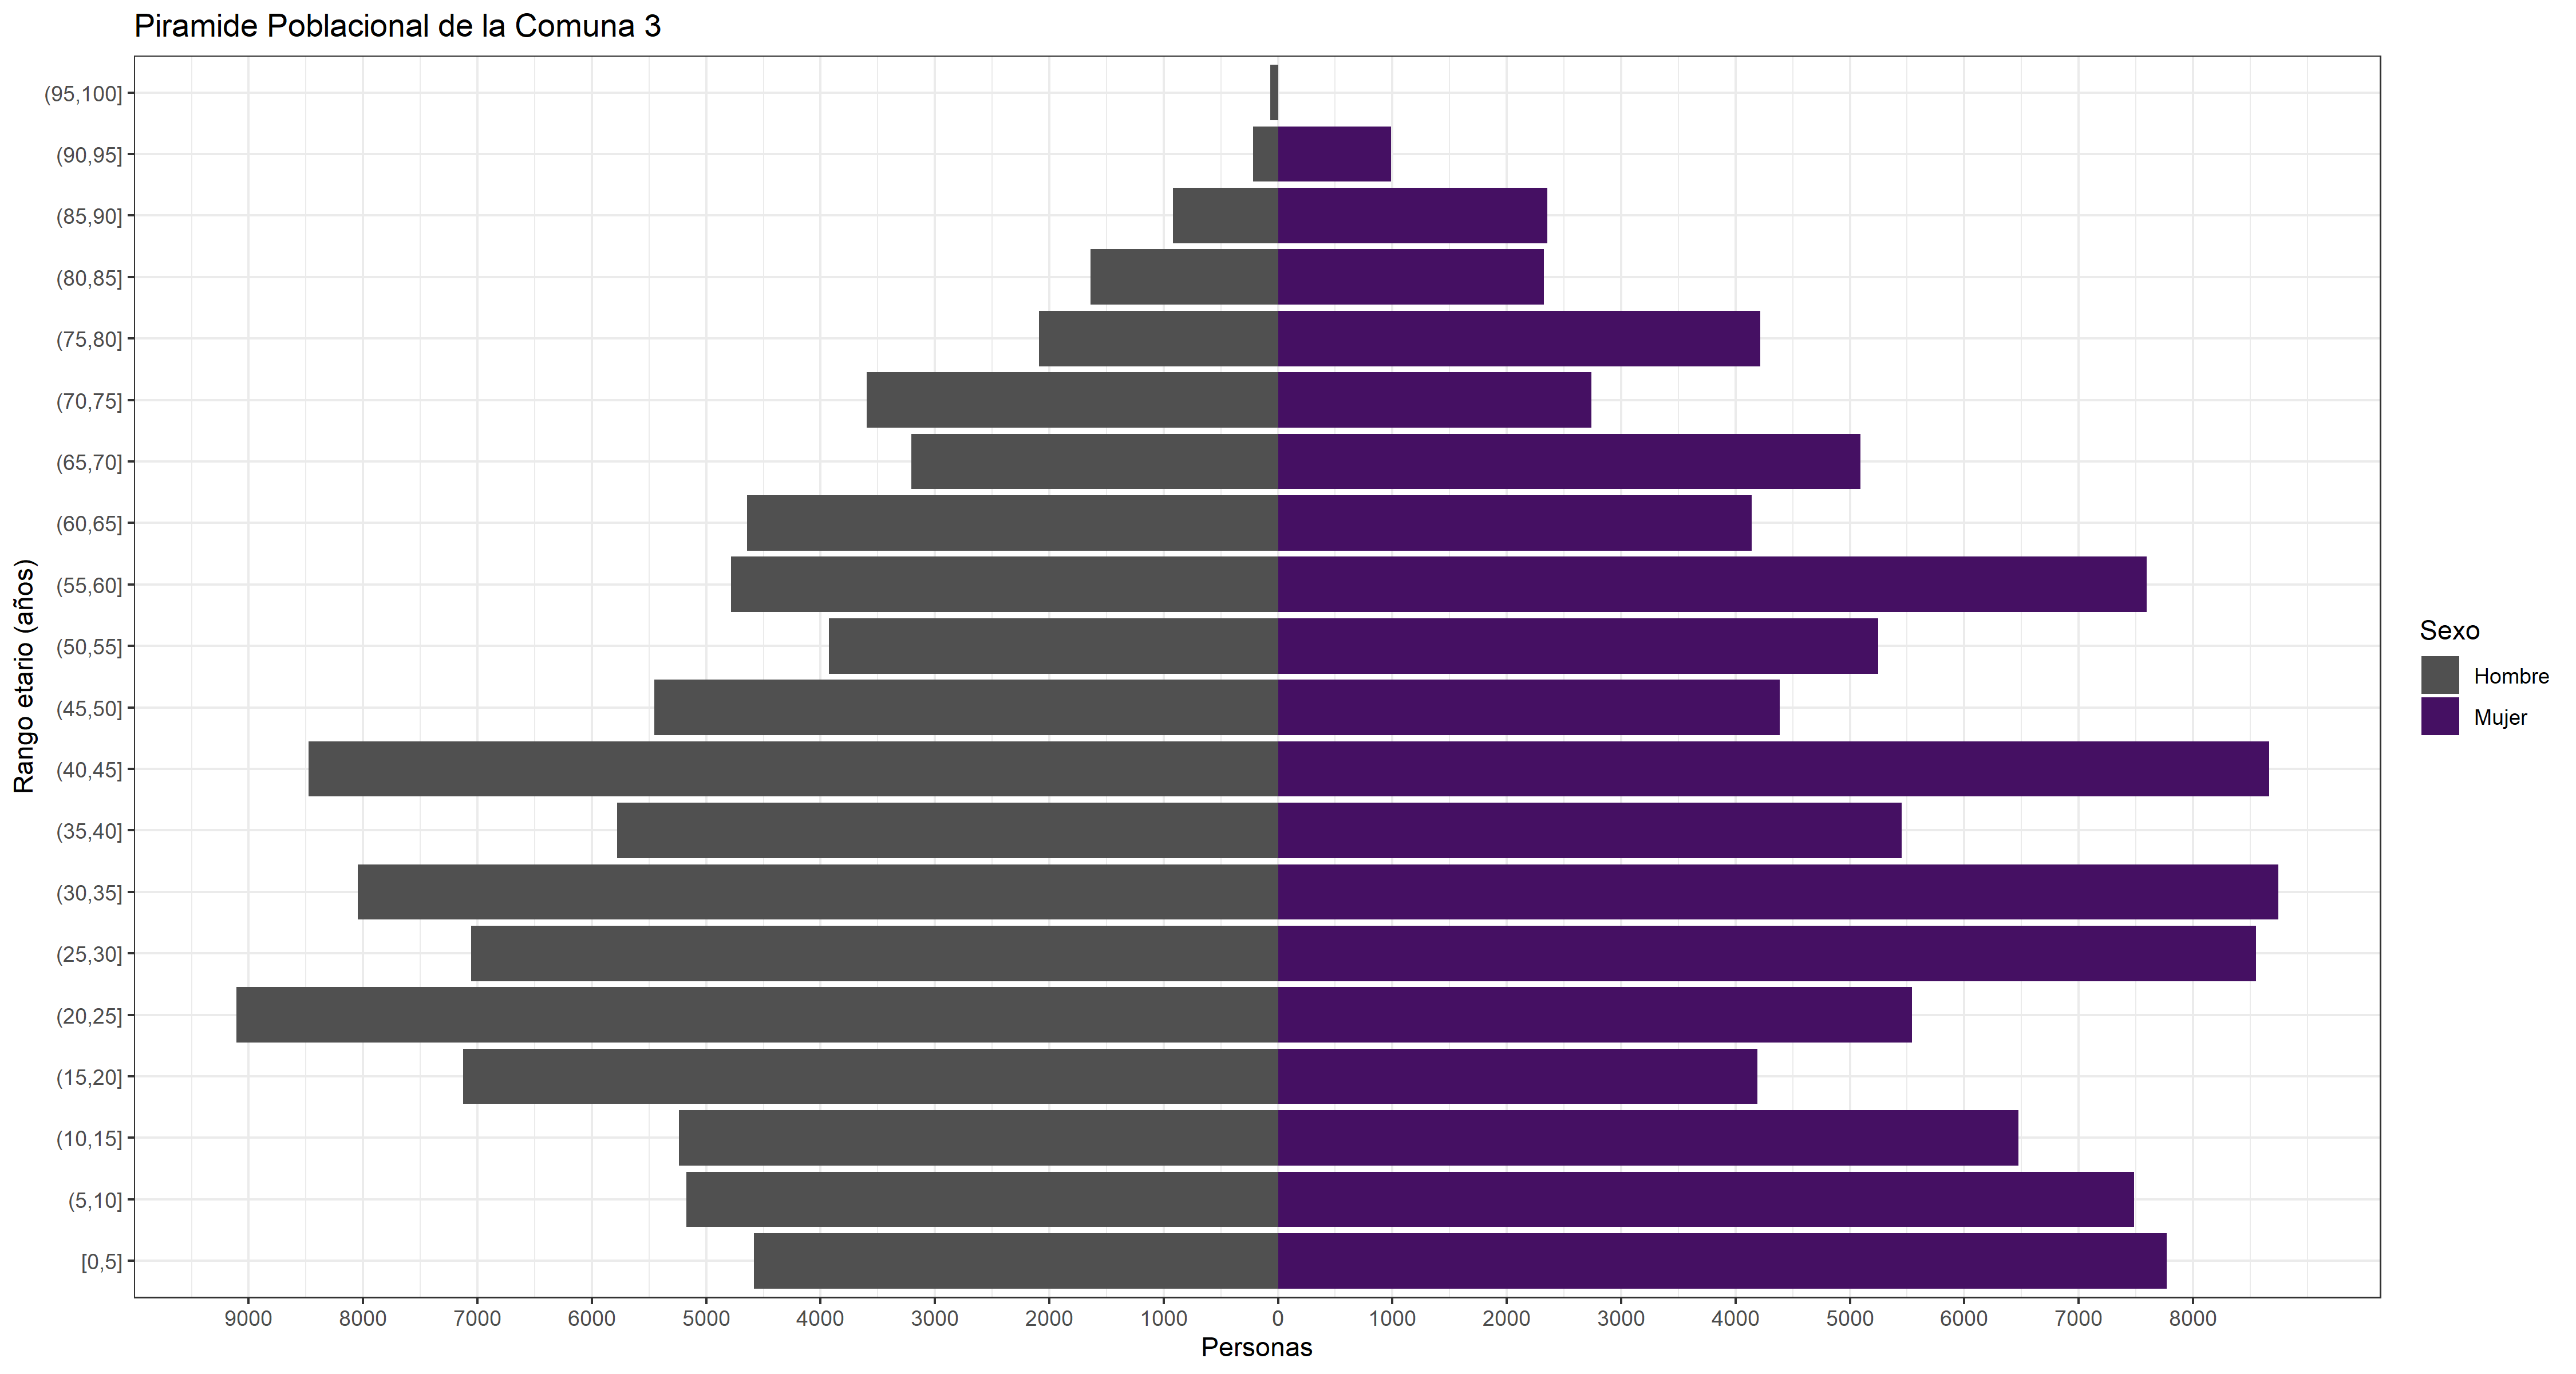 Piramide Poblacional de la Comuna 3
(95,100]
(90,95]
(85,90]
(80,85]
(75,80]
(70,75]
(65,70]
(60,65]
(55,60]
(50,55]
(45,50]
(40,45]
(35,40]
(30,35]
(25,30]
(20,25]
(15,20]
(10,15]
(5,10]
[0,5]
Rango etario (años)
9000 8000 7000 6000 5000 4000 3000 2000 1000 0 1000 2000 3000 4000 5000 6000 7000 8000
Personas
Sexo
Hombre
Mujer